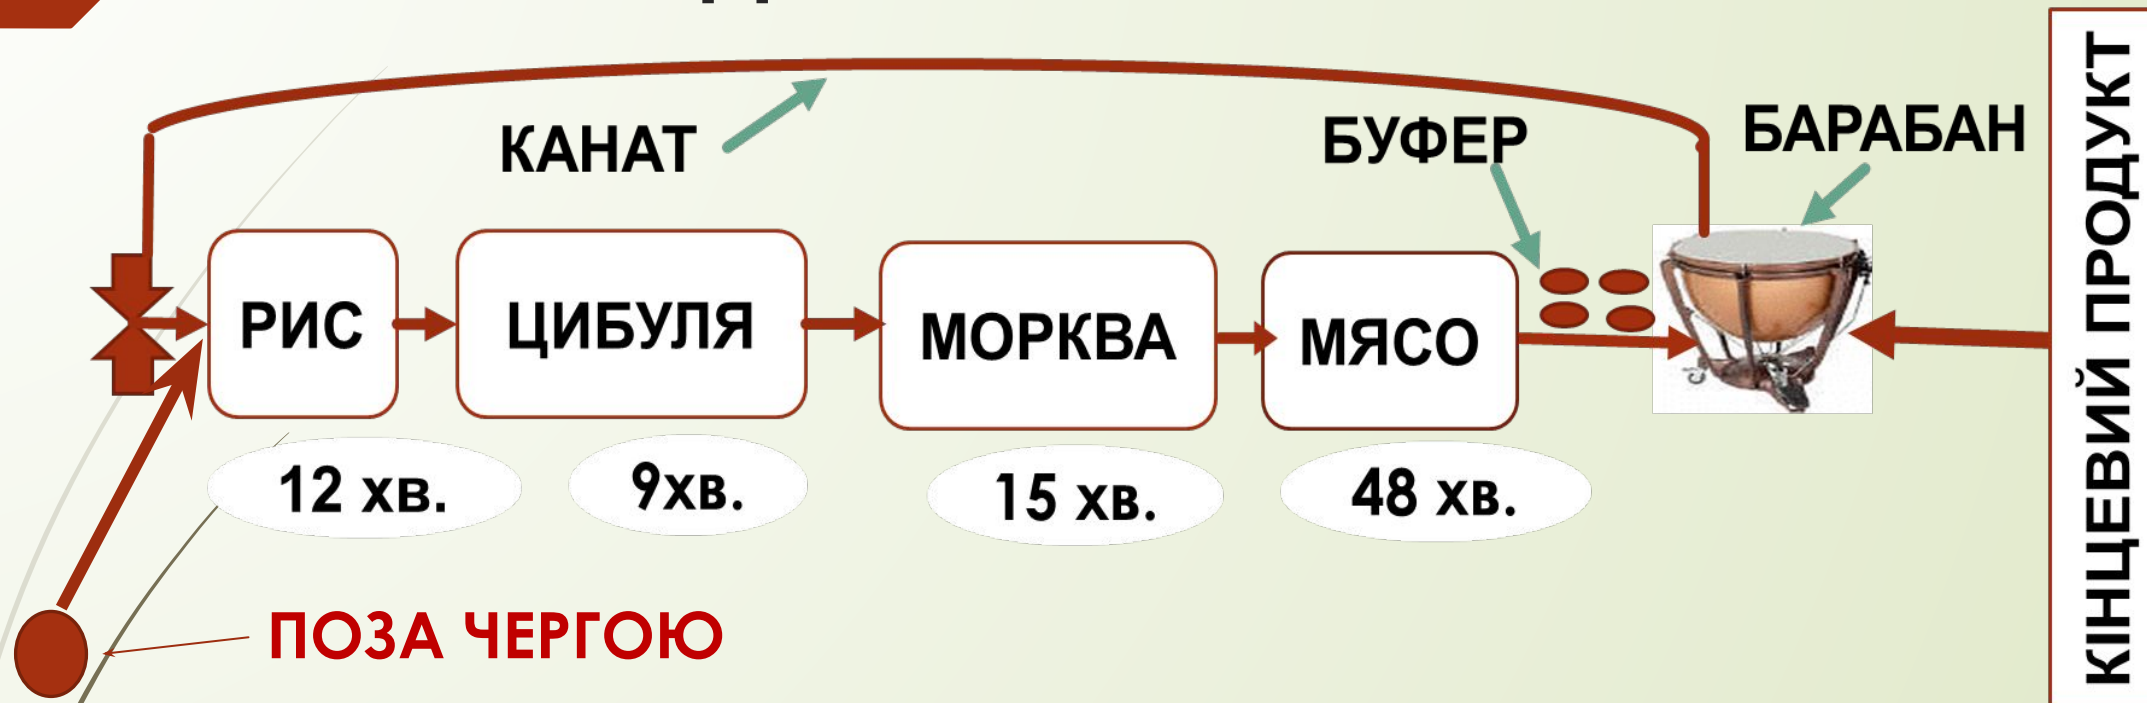 КАНАТ
БУФЕР
БАРАБАН
РИС
ЦИБУЛЯ
МОРКВА
МЯСО
12 хв.
9хв.
15 хв.
48 хв.
ПОЗА ЧЕРГОЮ
КІНЦЕВИЙ ПРОДУКТ